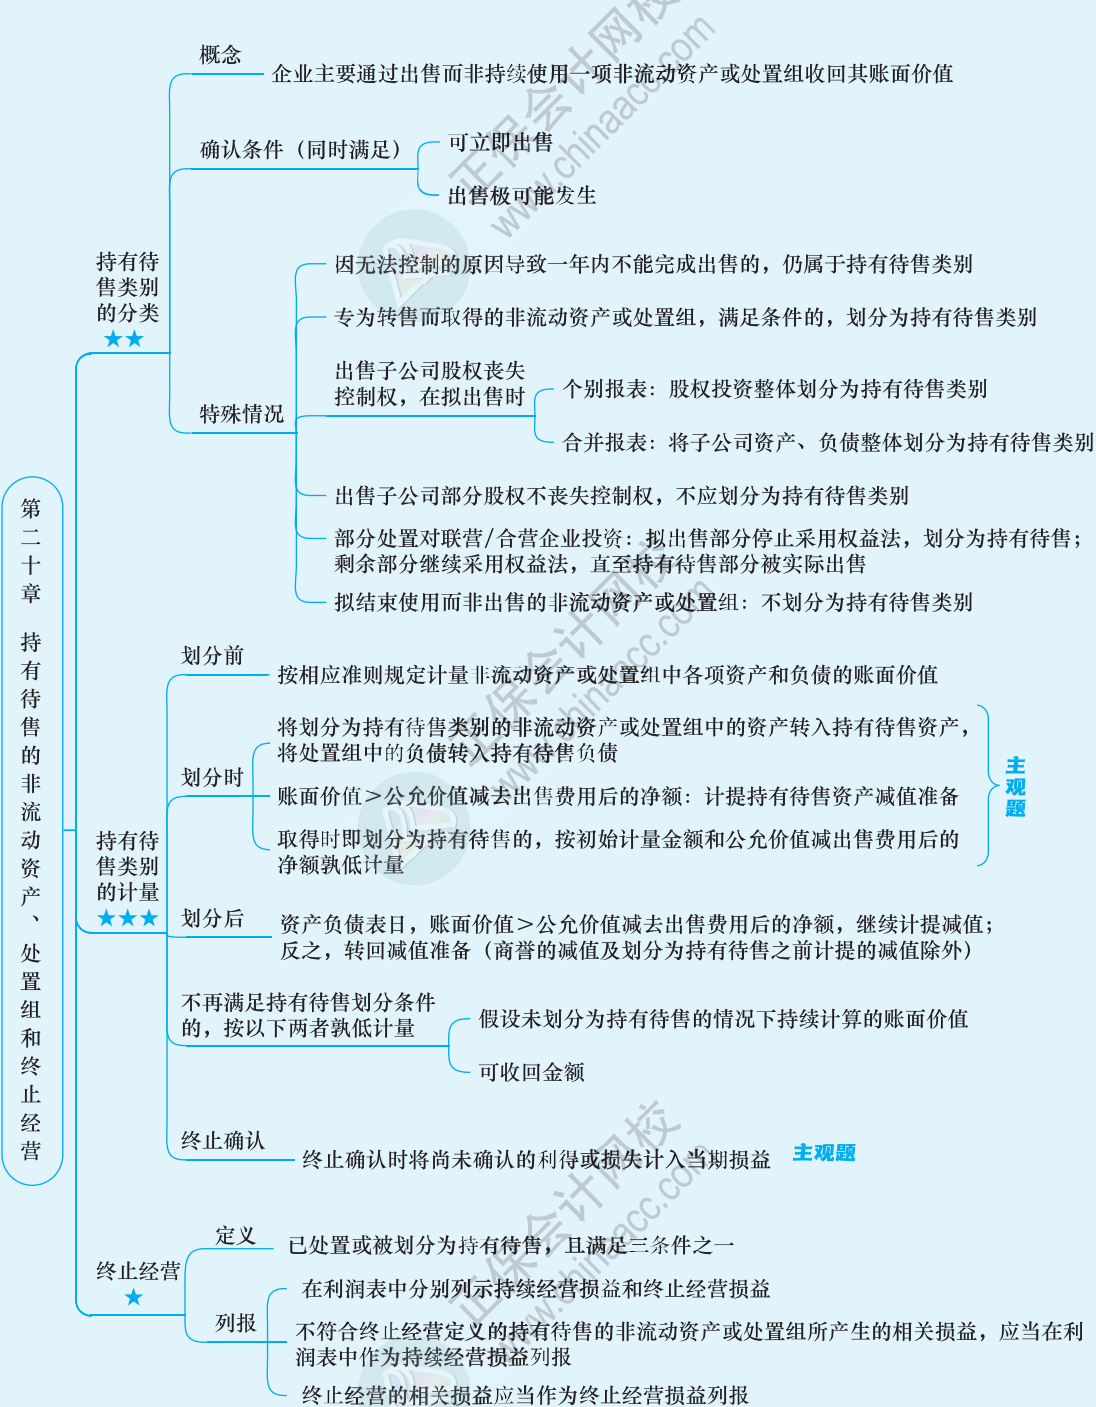 第二十章 持有待售的非流动资产、处置组和终止经营
持有待
售类别
的分类
★★
概念
企业主要通过出售而非持续使用一项非流动资产或处置组收回其账面价值
确认条件（同时满足）
可立即出售
出售极可能发生
特殊情况
因无法控制的原因导致一年内不能完成出售的，仍属于持有待售类别
专为转售而取得的非流动资产或处置组，满足条件的，划分为持有待售类别
出售子公司股权丧失
控制权，在拟出售时
个别报表：股权投资整体划分为持有待售类别
合并报表：将子公司资产、负债整体划分为持有待售类别
出售子公司部分股权不丧失控制权，不应划分为持有待售类别
部分处置对联营/合营企业投资：拟出售部分停止采用权益法，划分为持有待售；
剩余部分继续采用权益法，直至持有待售部分被实际出售
拟结束使用而非出售的非流动资产或处置组：不划分为持有待售类别
持有待
售类别
的计量
★★★
划分前
按相应准则规定计量非流动资产或处置组中各项资产和负债的账面价值
划分时
将划分为持有待售类别的非流动资产或处置组中的资产转入持有待售资产，
将处置组中的负债转入持有待售负债
账面价值＞公允价值减去出售费用后的净额：计提持有待售资产减值准备
取得时即划分为持有待售的，按初始计量金额和公允价值减出售费用后的
净额孰低计量
主观题
划分后
资产负债表日，账面价值＞公允价值减去出售费用后的净额，继续计提减值；
反之，转回减值准备（商誉的减值及划分为持有待售之前计提的减值除外）
不再满足持有待售划分条件
的，按以下两者孰低计量
假设未划分为持有待售的情况下持续计算的账面价值
可收回金额
终止确认
终止确认时将尚未确认的利得或损失计入当期损益
主观题
终止经营
★
定义
已处置或被划分为持有待售，且满足三条件之一
列报
在利润表中分别列示持续经营损益和终止经营损益
不符合终止经营定义的持有待售的非流动资产或处置组所产生的相关损益，应当在利
润表中作为持续经营损益列报
终止经营的相关损益应当作为终止经营损益列报
正保会计网校
www.chinaacc.com
正保会计网校
www.chinaacc.com
正保会计网校
www.chinaacc.com